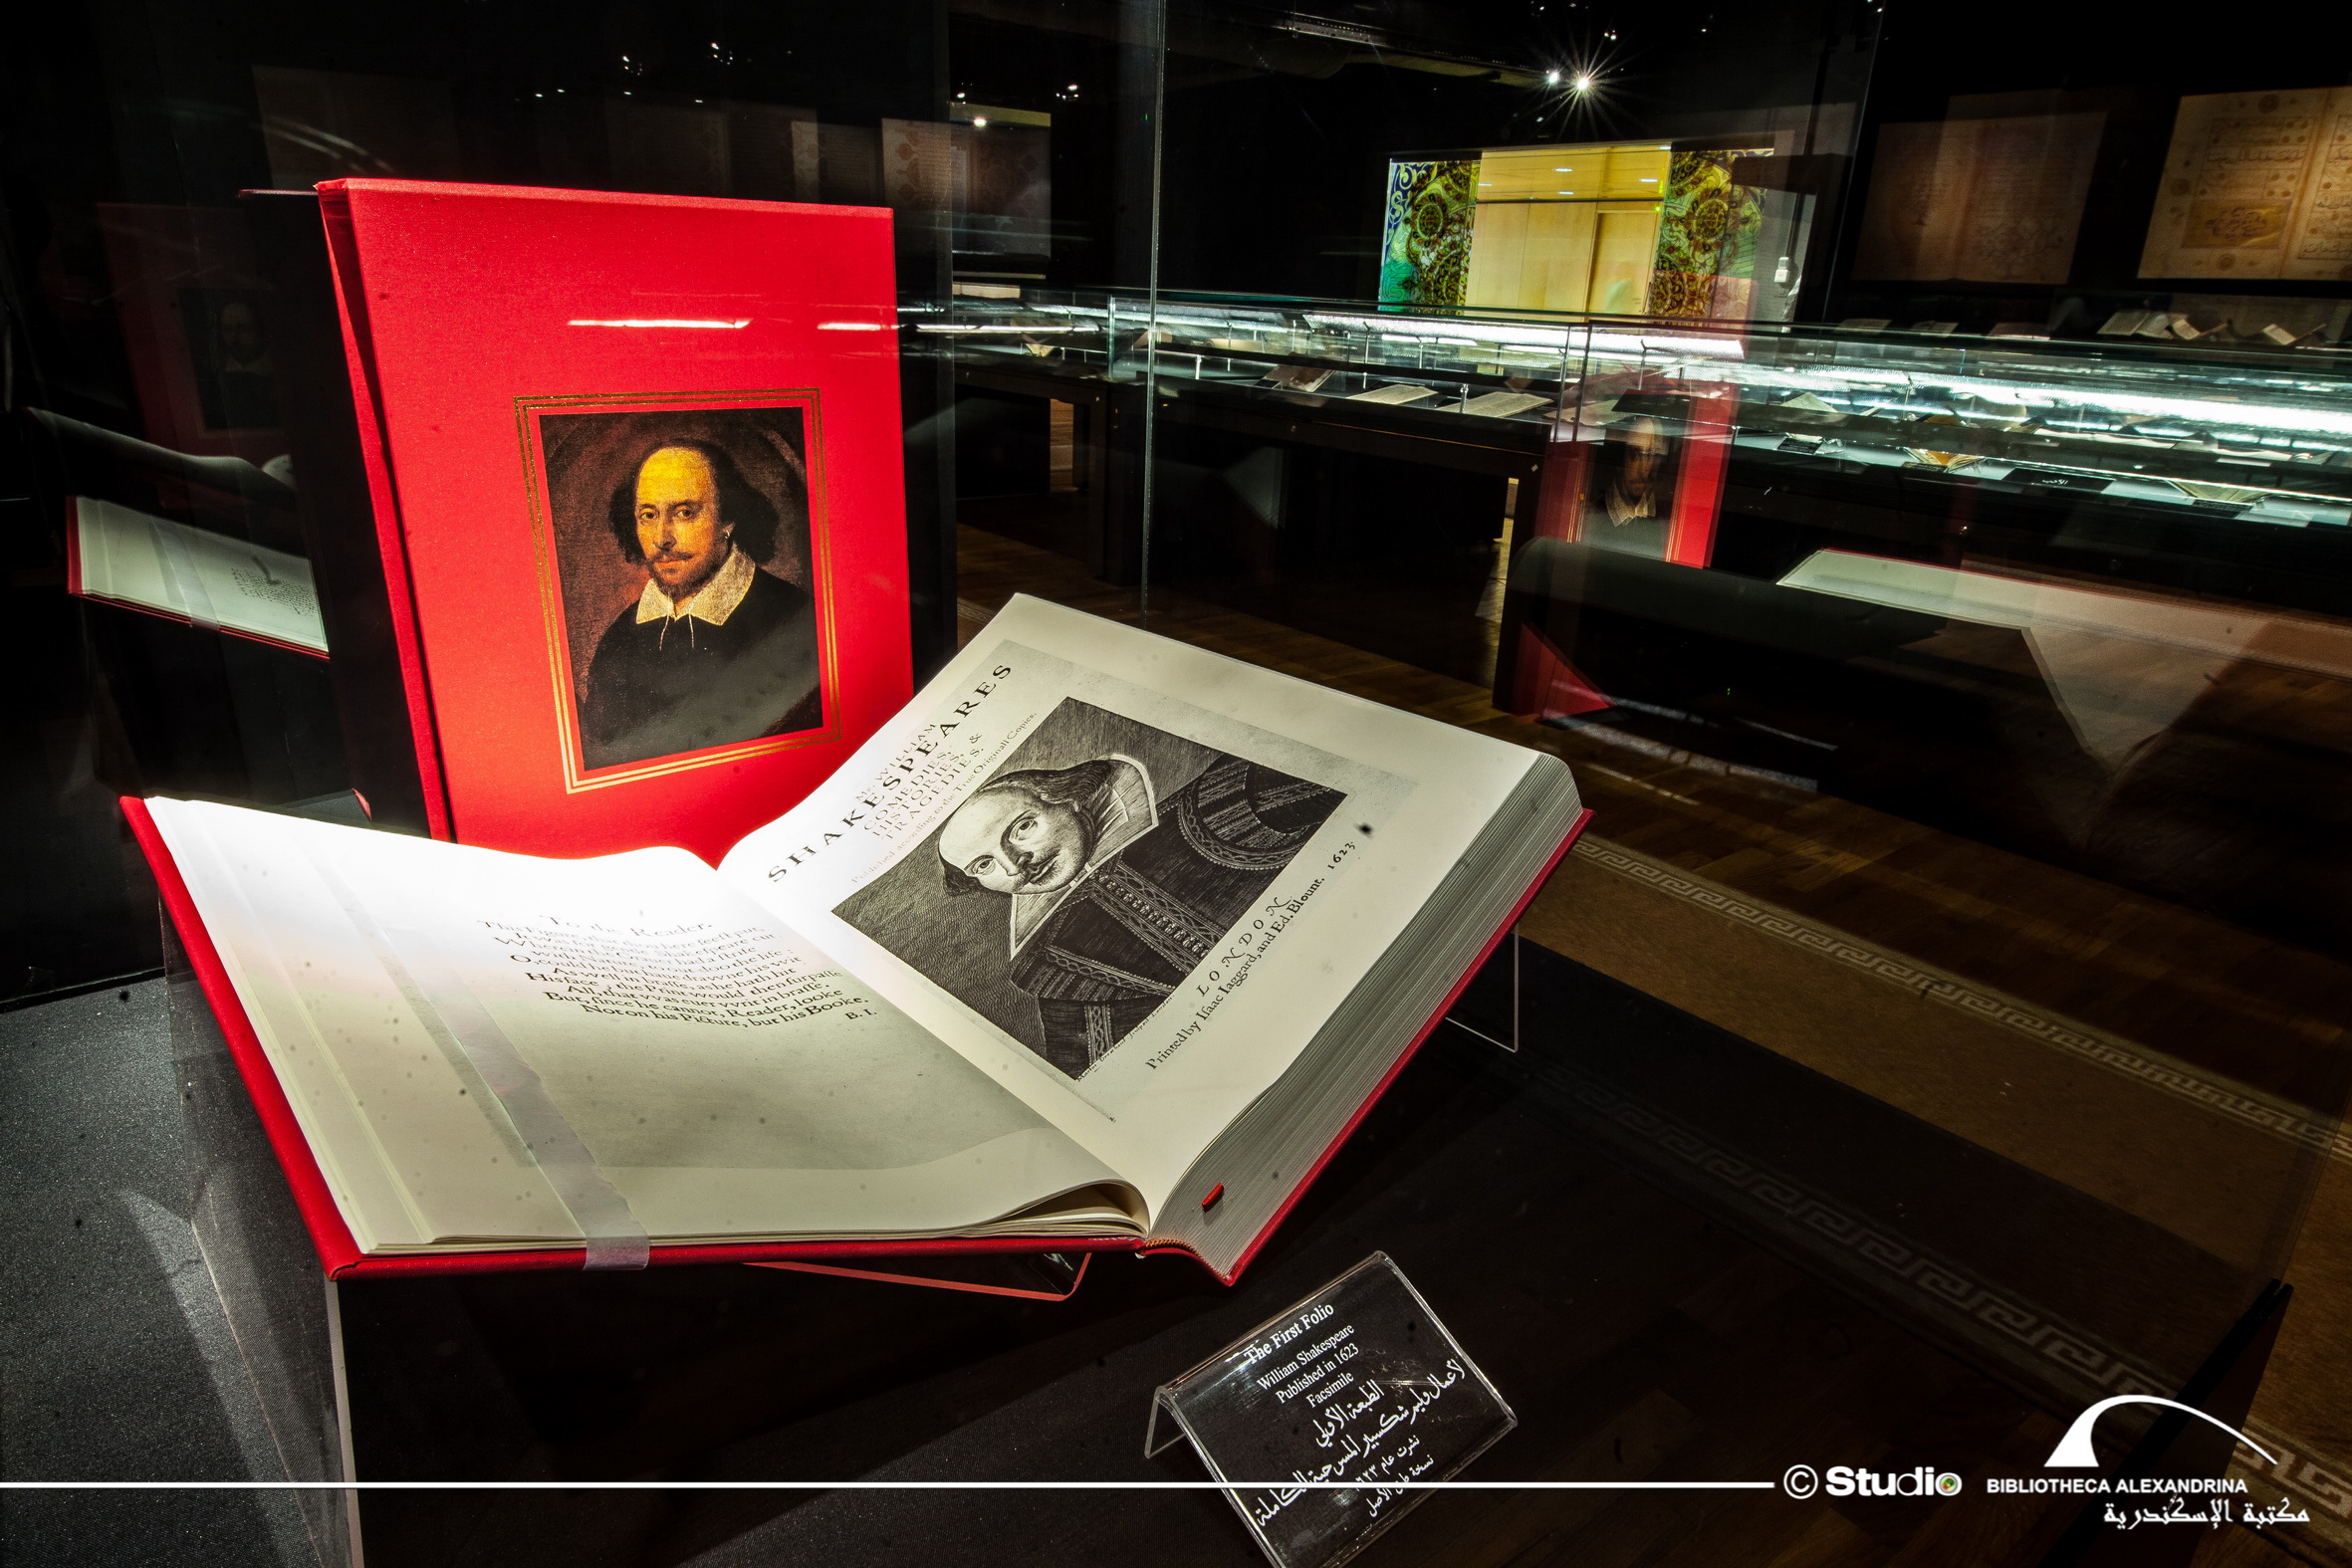 To the Reader.
This Figure, that thou here seest put,
It was for gentle Shakespeare cut;
Wherein the Graver had a strife
with Nature, to out-doo the life :
O, could he but haue drawne his wit
As well in brasse, as he hath hit
His face ; the Print would then surpasse
All, that vvas euer vvrit in brasse.
But, since he cannot, Reader, looke
Not on his Picture, but his Booke.
B. I.
Mr. WILLIAM
SHAKESPEARES
COMEDIES,
HISTORIES, &
TRAGEDIES.
Published according to the True Originall Copies.
LONDON
Printed by Isaac Iaggard, and Ed. Blount. 1623
The First Folio
William Shakespeare
Published in 1623
Facsimile
الطبعة الأولى
لأعمال وليم شكسبير المسرحية الكاملة
نشرت عام ١٦٢٣
نسخة طبق الأصل
© Studio
BIBLIOTHECA ALEXANDRINA
مكتبة الإسكندرية